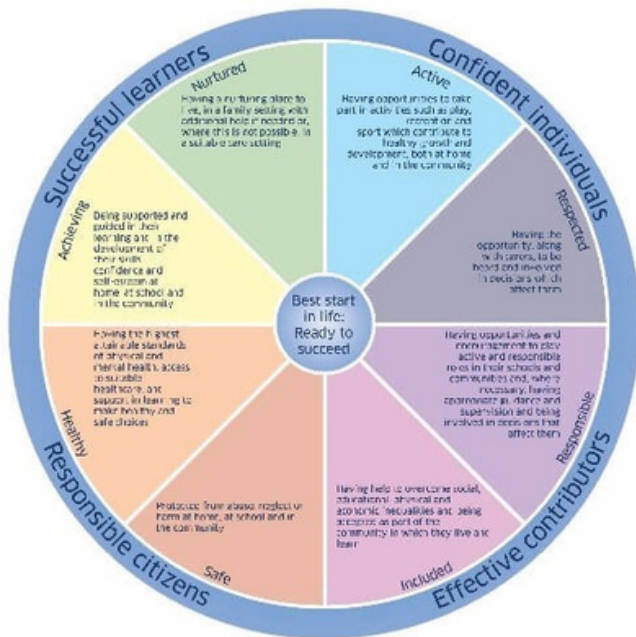 Successful learners
Confident individuals
Responsible citizens
Effective contributors
Best start
in life:
Ready to
succeed
Nurtured
Having a nurturing place to
live, in a family setting with
additional help if needed or,
where this is not possible, in
a suitable care setting
Active
Having opportunities to take
part in activities such as play,
recreation and
sport which contribute to
healthy growth and
development, both at home
and in the community
Respected
Having the
opportunity, along
with carers, to be
heard and involved
in decisions which
affect them
Responsible
Having opportunities and
encouragement to play
active and responsible
roles in their schools and
communities and, where
necessary, having
appropriate guidance and
supervision and being
involved in decisions that
affect them
Included
Having help to overcome social,
educational, physical and
economic inequalities and being
accepted as part of the
community in which they live and
learn
Safe
Protected from abuse, neglect or
harm at home, at school and in
the community
Healthy
Having the highest
attainable standards
of physical and
mental health, access
to suitable
healthcare, and
support in learning to
make healthy and
safe choices
Achieving
Being supported and
guided in their
learning and in the
development of
their skills,
confidence and
self-esteem at
home, at school and
in the community